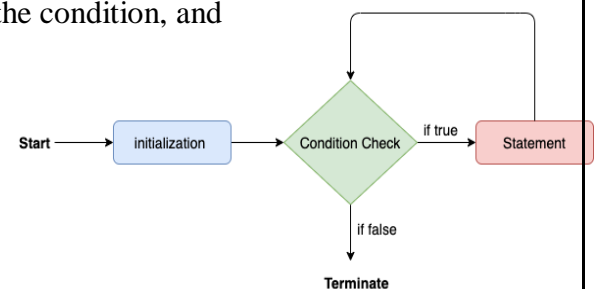 the condition, and
Start
initialization
Condition Check
if true
Statement
if false
Terminate